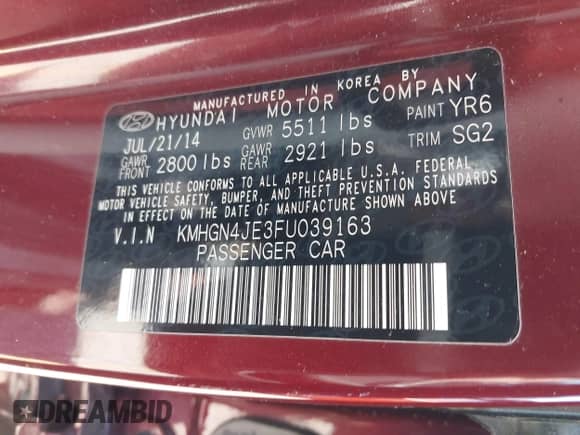 MANUFACTURED IN KOREA BY
HYUNDAI MOTOR COMPANY
JUL/21/14 GVWR 5511 lbs PAINT YR6
GAWR FRONT 2800 lbs GAWR REAR 2921 lbs TRIM SG2
THIS VEHICLE CONFORMS TO ALL APPLICABLE U.S.A. FEDERAL
MOTOR VEHICLE SAFETY, BUMPER, AND THEFT PREVENTION STANDARDS
IN EFFECT ON THE DATE OF MANUFACTURE SHOWN ABOVE
V.I.N KMHGN4JE3FU039163
PASSENGER CAR
DREAMBID